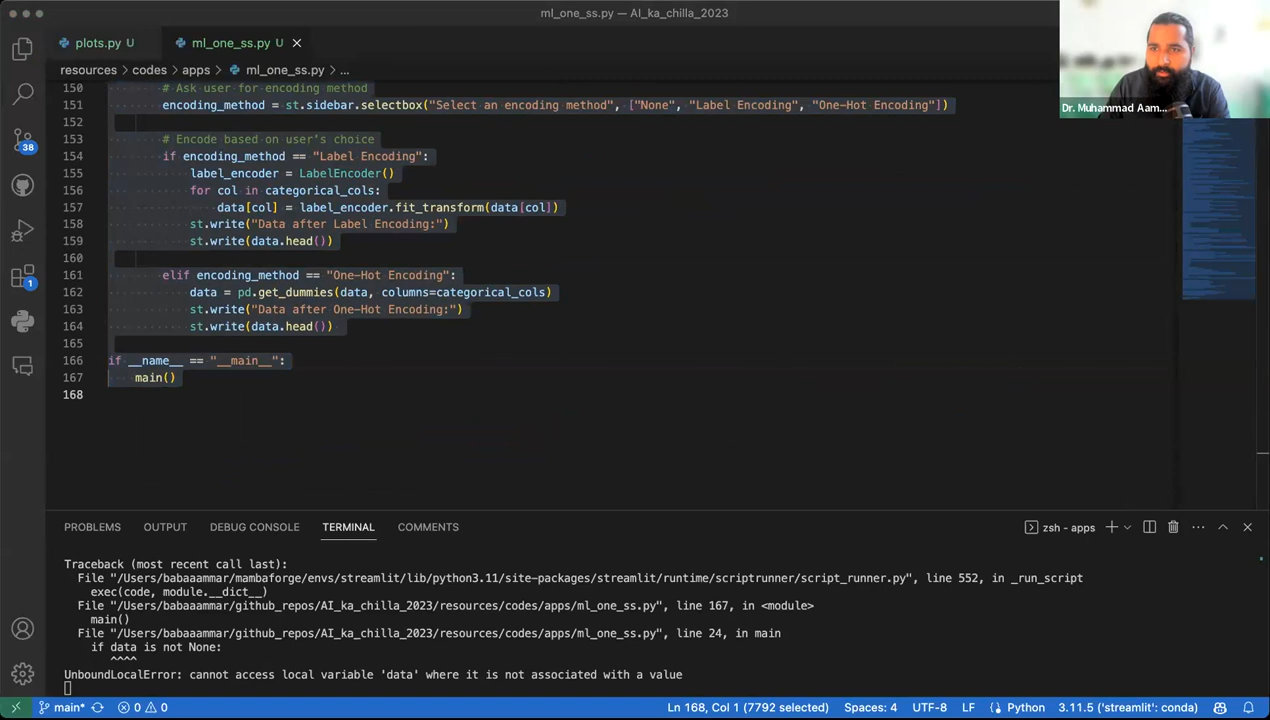 ml_one_ss.py — AI_ka_chilla_2023
plots.py U
ml_one_ss.py U
resources > codes > apps > ml_one_ss.py > ...
Dr. Muhammad Aam...
150 # Ask user for encoding method
151 encoding_method = st.sidebar.selectbox("Select an encoding method", ["None", "Label Encoding", "One-Hot Encoding"])
152
153 # Encode based on user's choice
154 if encoding_method == "Label Encoding":
155 label_encoder = LabelEncoder()
156 for col in categorical_cols:
157 data[col] = label_encoder.fit_transform(data[col])
158 st.write("Data after Label Encoding:")
159 st.write(data.head())
160
161 elif encoding_method == "One-Hot Encoding":
162 data = pd.get_dummies(data, columns=categorical_cols)
163 st.write("Data after One-Hot Encoding:")
164 st.write(data.head())
165
166 if __name__ == "__main__":
167 main()
168
38
1
PROBLEMS OUTPUT DEBUG CONSOLE TERMINAL COMMENTS
zsh - apps
Traceback (most recent call last):
File "/Users/babaaammar/mambaforge/envs/streamlit/lib/python3.11/site-packages/streamlit/runtime/scriptrunner/script_runner.py", line 552, in _run_script
exec(code, module.__dict__)
File "/Users/babaaammar/github_repos/AI_ka_chilla_2023/resources/codes/apps/ml_one_ss.py", line 167, in <module>
main()
File "/Users/babaaammar/github_repos/AI_ka_chilla_2023/resources/codes/apps/ml_one_ss.py", line 24, in main
if data is not None:
^^^^
UnboundLocalError: cannot access local variable 'data' where it is not associated with a value
main* 0 0 Ln 168, Col 1 (7792 selected) Spaces: 4 UTF-8 LF Python 3.11.5 ('streamlit': conda)